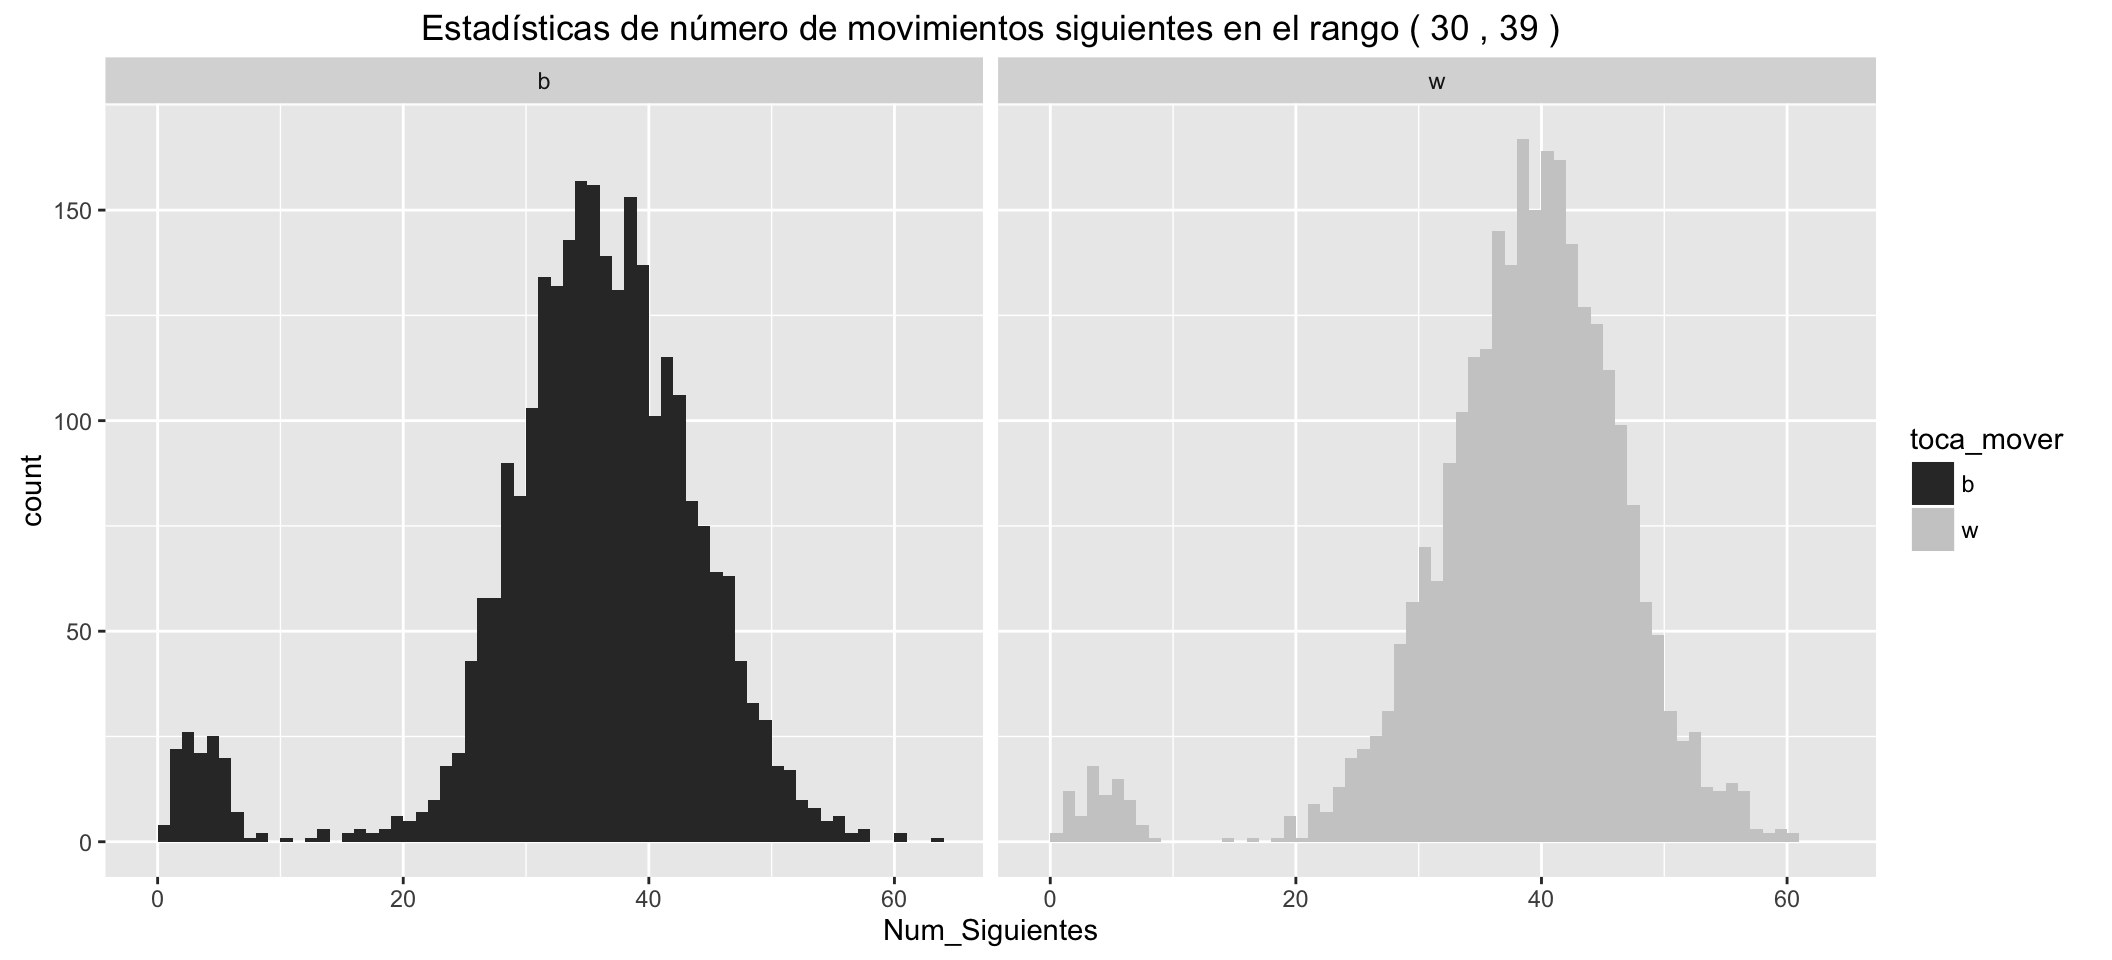 Estadísticas de número de movimientos siguientes en el rango ( 30 , 39 )
b
w
150
100
50
0
count
0
20
40
60
0
20
40
60
Num_Siguientes
toca_mover
b
w